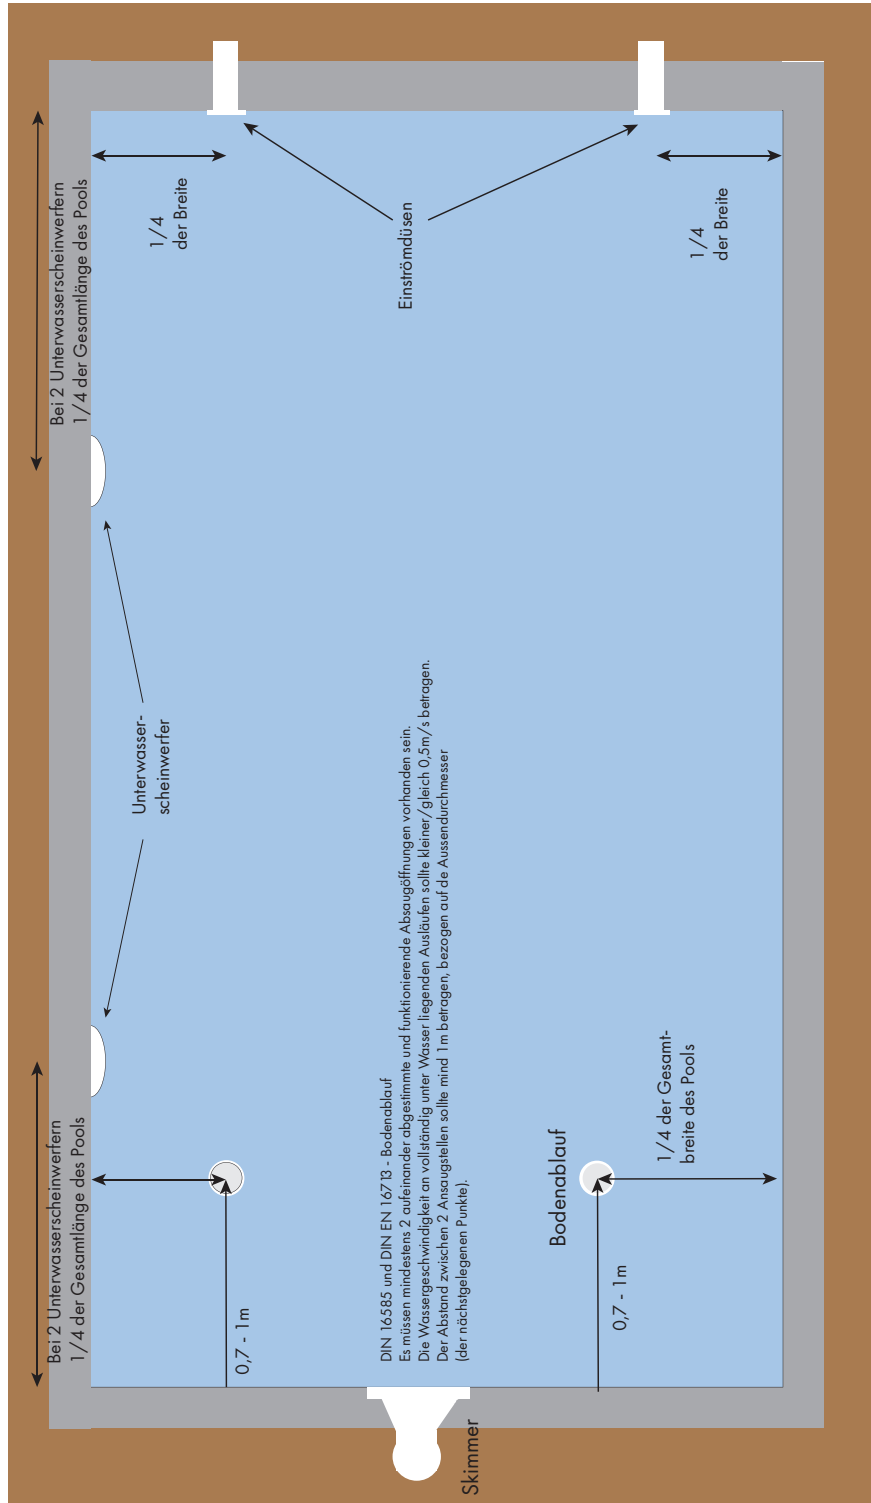 Bei 2 Unterwasserscheinwerfern
1/4 der Gesamtlänge des Pools
Bei 2 Unterwasserscheinwerfern
1/4 der Gesamtlänge des Pools
Unterwasser-
scheinwerfer
1/4
der Breite
0,7 - 1m
Einströmdüsen
DIN 16585 und DIN EN 16713 - Bodenablauf
Es müssen mindestens 2 aufeinander abgestimmte und funktionierende Absaugöffnungen vorhanden sein.
Die Wassergeschwindigkeit an vollständig unter Wasser liegenden Ausläufen sollte kleiner/gleich 0,5m/s betragen.
Der Abstand zwischen 2 Ansaugstellen sollte mind 1m betragen, bezogen auf de Aussendurchmesser
(der nächstgelegenen Punkte).
Skimmer
Bodenablauf
0,7 - 1m
1/4 der Gesamt-
breite des Pools
1/4
der Breite